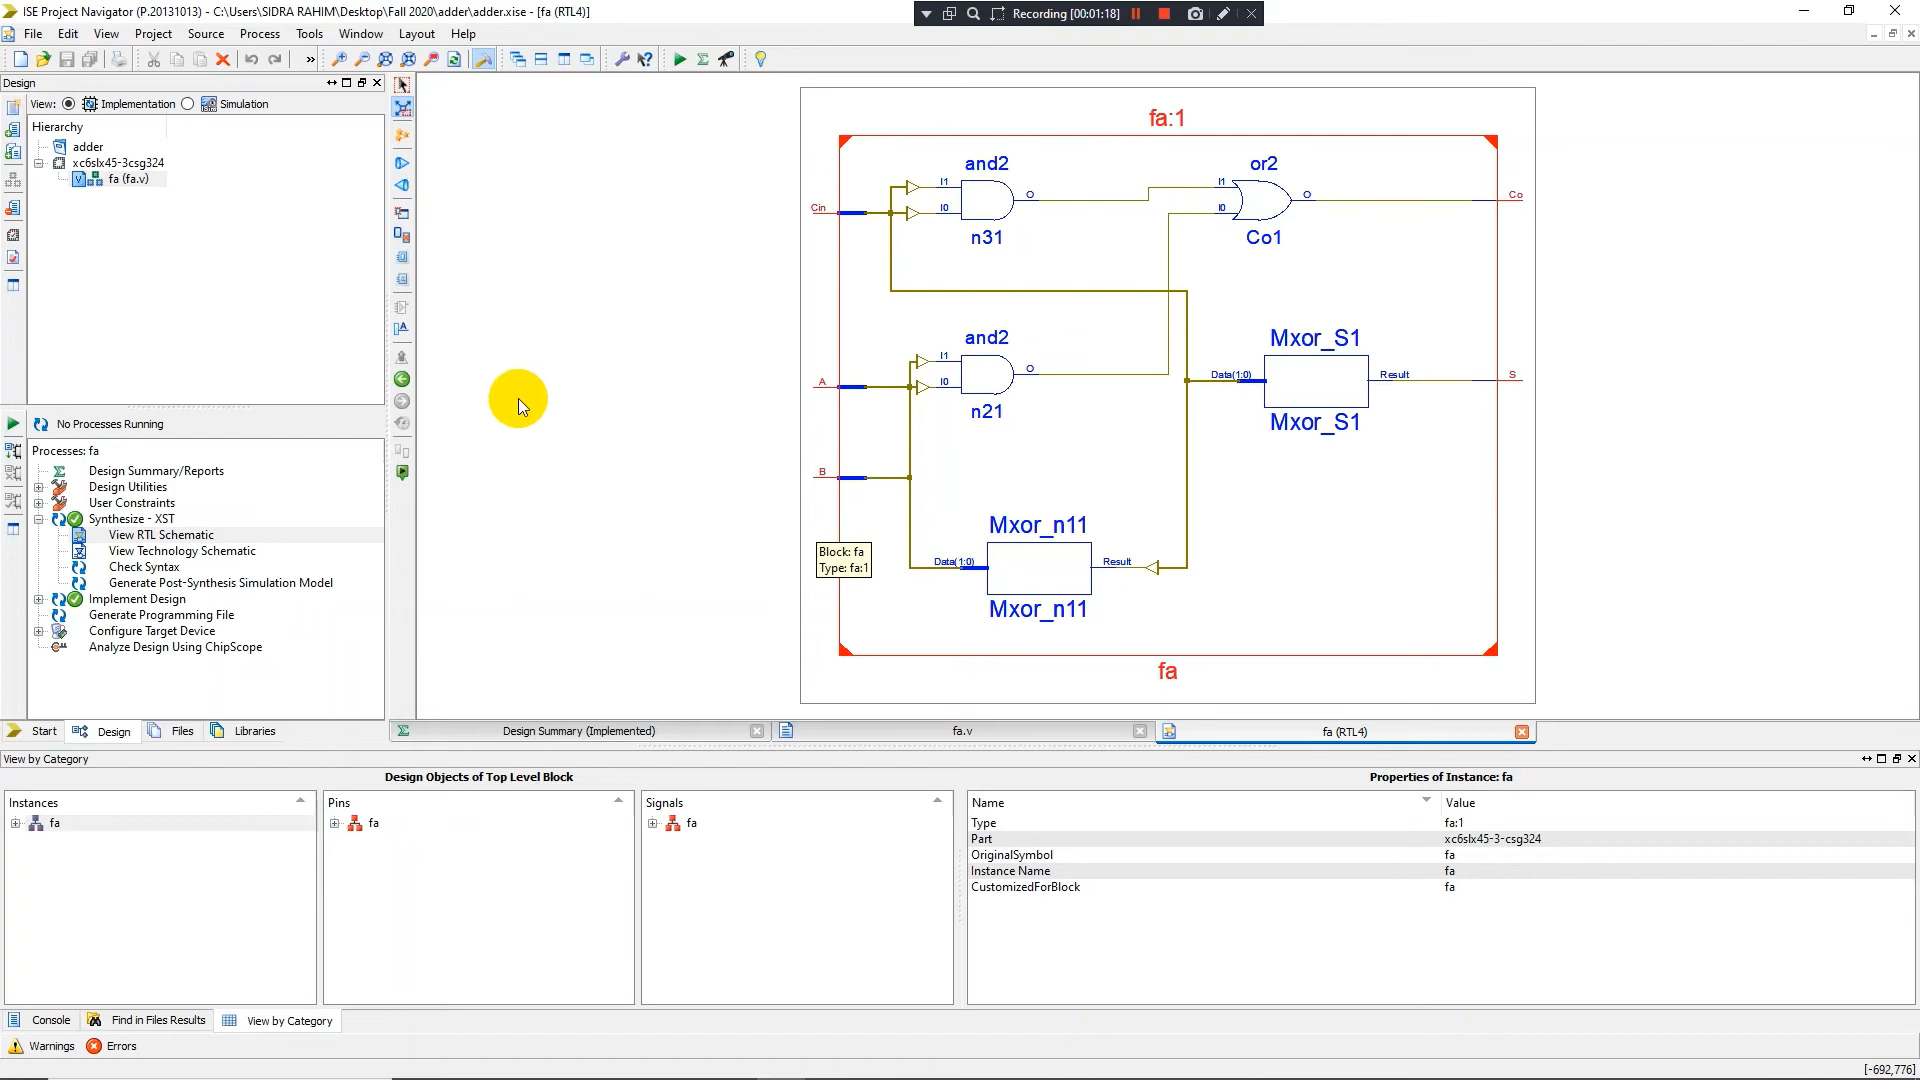 ISE Project Navigator (P.20131013) - C:\Users\SIDRA RAHIM\Desktop\Fall 2020\adder\adder.xise - [fa (RTL4)]
Recording [00:01:18]
File Edit View Project Source Process Tools Window Layout Help
»
Design
View: Implementation Simulation
Hierarchy
adder
xc6slx45-3csg324
fa (fa.v)
No Processes Running
Processes: fa
Design Summary/Reports
Design Utilities
User Constraints
Synthesize - XST
View RTL Schematic
View Technology Schematic
Check Syntax
Generate Post-Synthesis Simulation Model
Implement Design
Generate Programming File
Configure Target Device
Analyze Design Using ChipScope
Start Design Files Libraries
fa:1
and2
or2
I1
O
I1
O
Cin
I0
I0
Co
n31
Co1
and2
I1
O
I0
A
n21
Mxor_S1
Data(1:0)
Result
S
Mxor_S1
B
Mxor_n11
Data(1:0)
Result
Mxor_n11
Block: fa
Type: fa:1
fa
Design Summary (Implemented)
fa.v
fa (RTL4)
View by Category
Design Objects of Top Level Block
Properties of Instance: fa
Instances
fa
Pins
fa
Signals
fa
Name Value
Type fa:1
Part xc6slx45-3-csg324
OriginalSymbol fa
Instance Name fa
CustomizedForBlock fa
Console Find in Files Results View by Category
Warnings Errors
[-692,776]